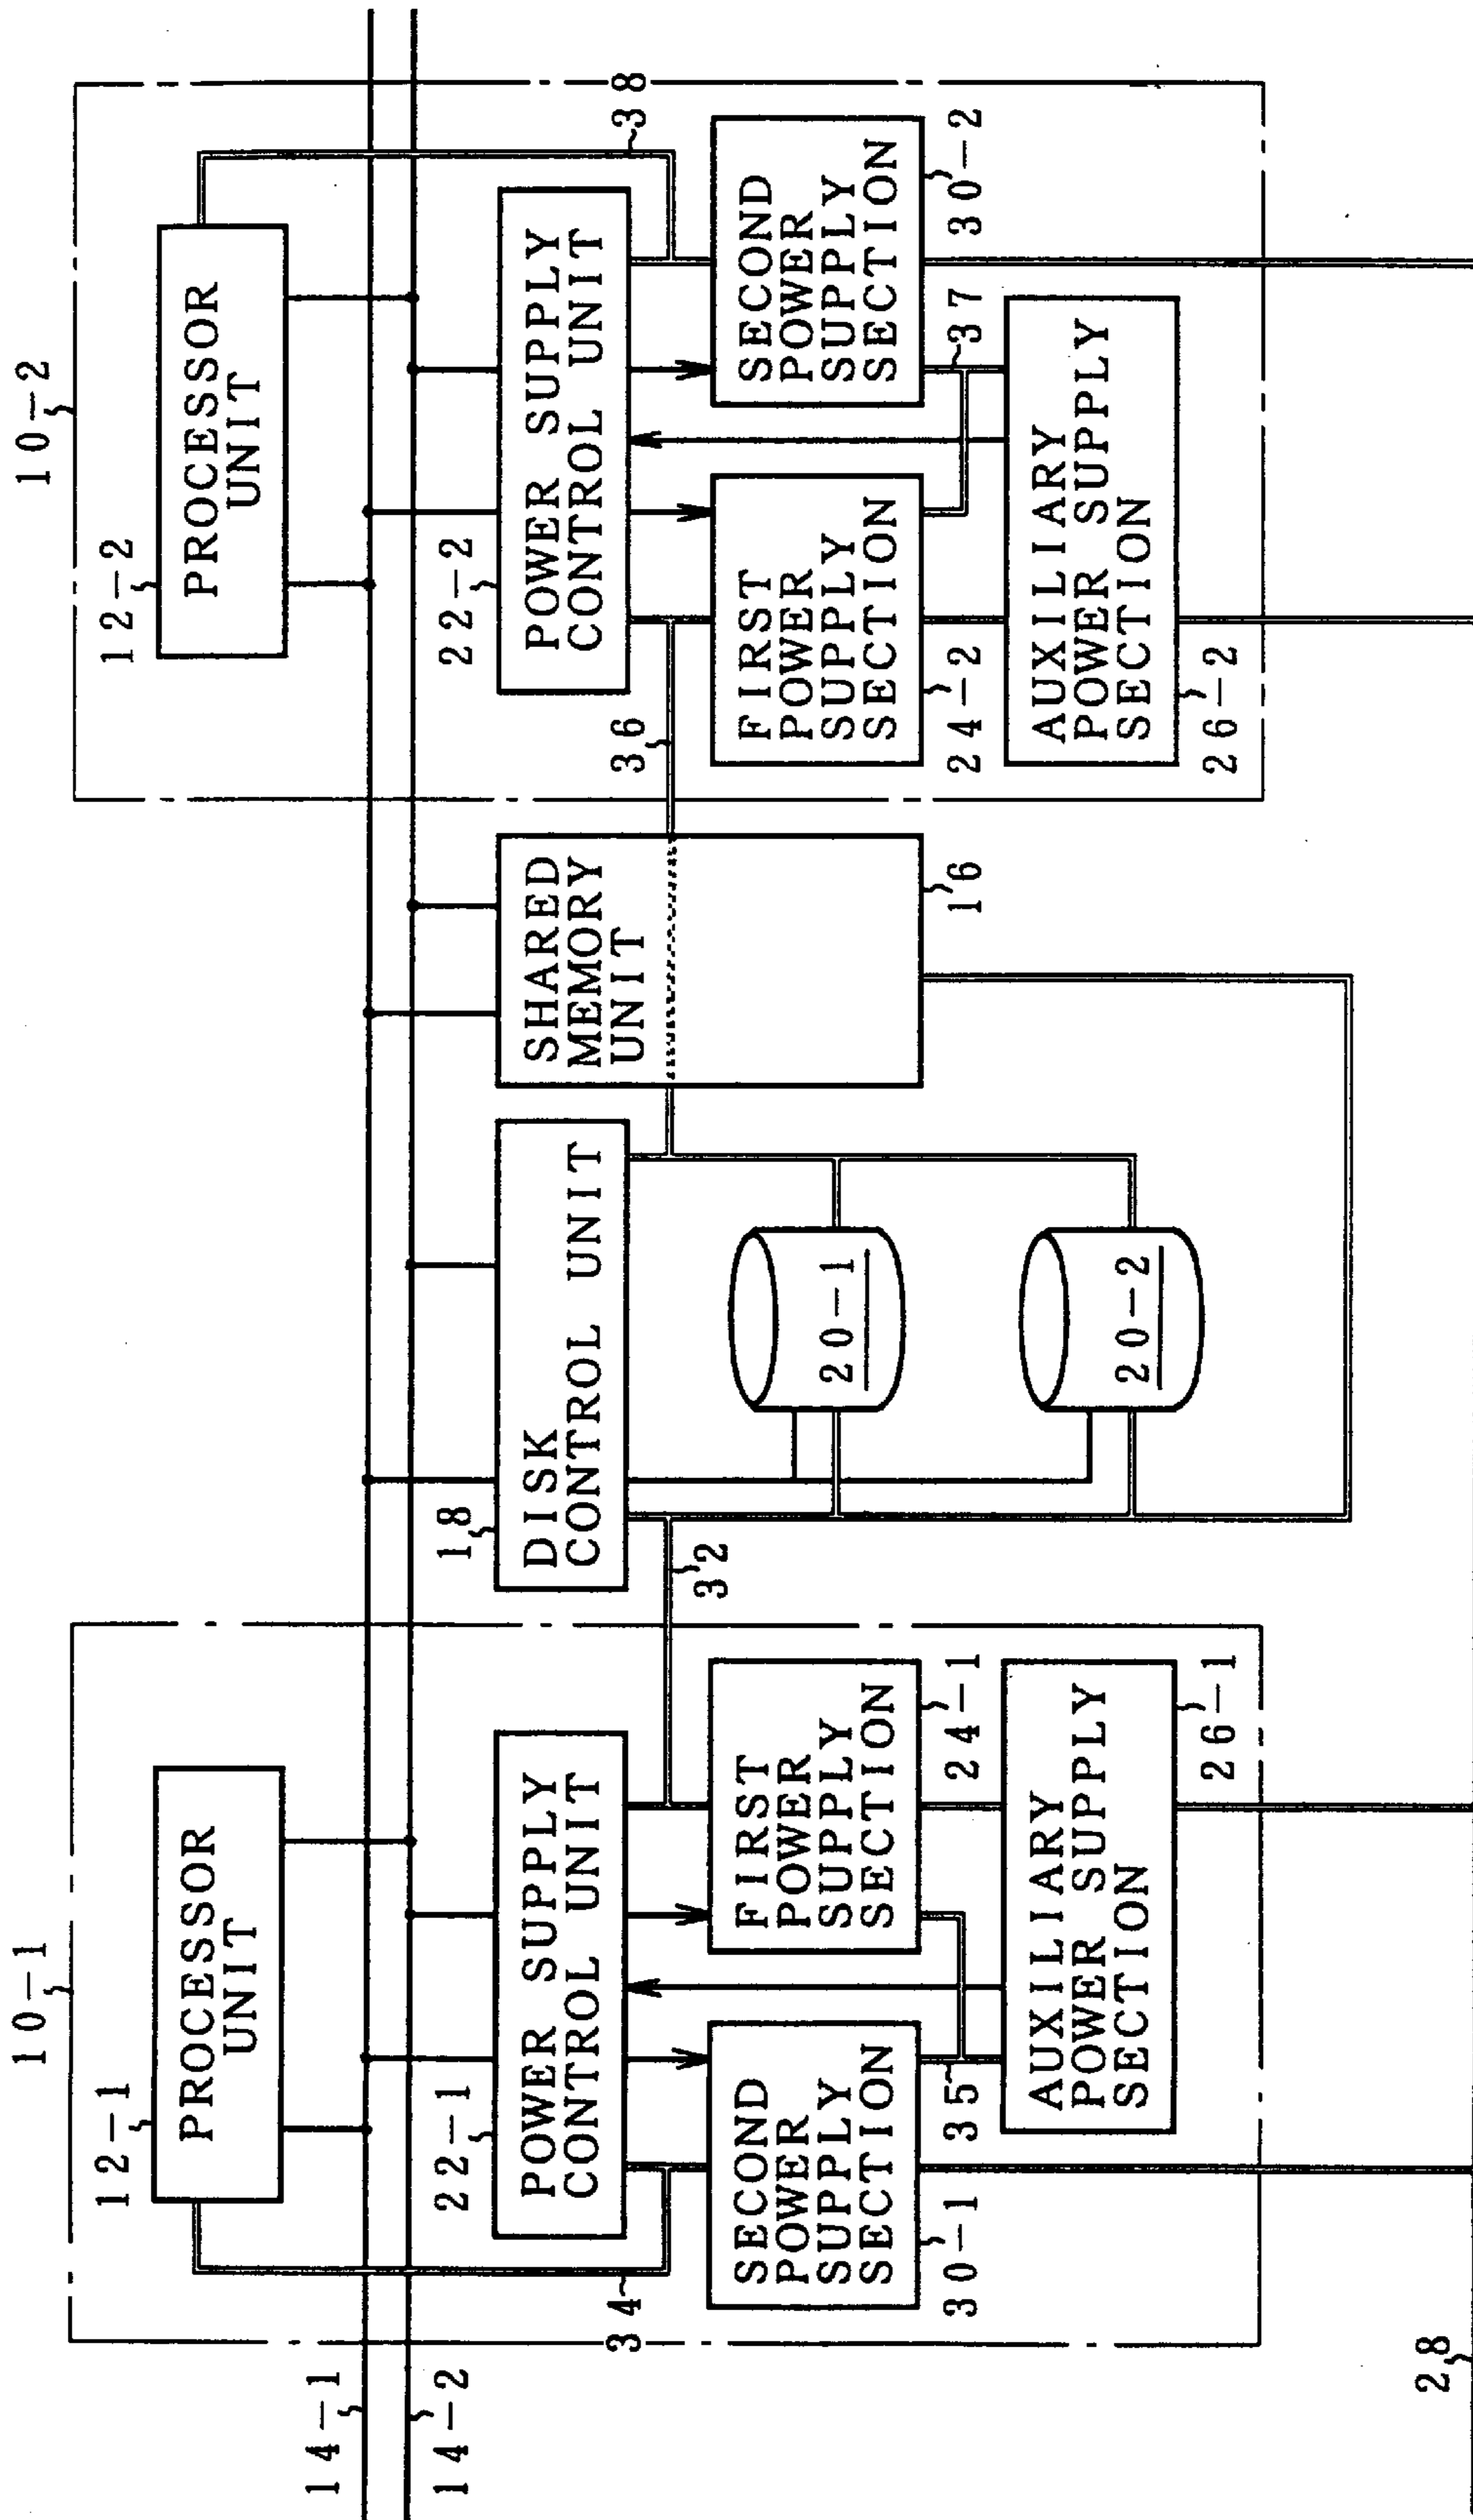 10-1
10-2
12-1
PROCESSOR
UNIT
12-2
PROCESSOR
UNIT
14-1
14-2
22-1
POWER SUPPLY
CONTROL UNIT
18
DISK
CONTROL UNIT
SHARED
MEMORY
UNIT
22-2
POWER SUPPLY
CONTROL UNIT
34
32
36
38
SECOND
POWER
SUPPLY
SECTION
FIRST
POWER
SUPPLY
SECTION
20-1
FIRST
POWER
SUPPLY
SECTION
SECOND
POWER
SUPPLY
SECTION
30-1
35
24-1
16
24-2
37
30-2
AUXILIARY
POWER SUPPLY
SECTION
20-2
AUXILIARY
POWER SUPPLY
SECTION
26-1
26-2
28